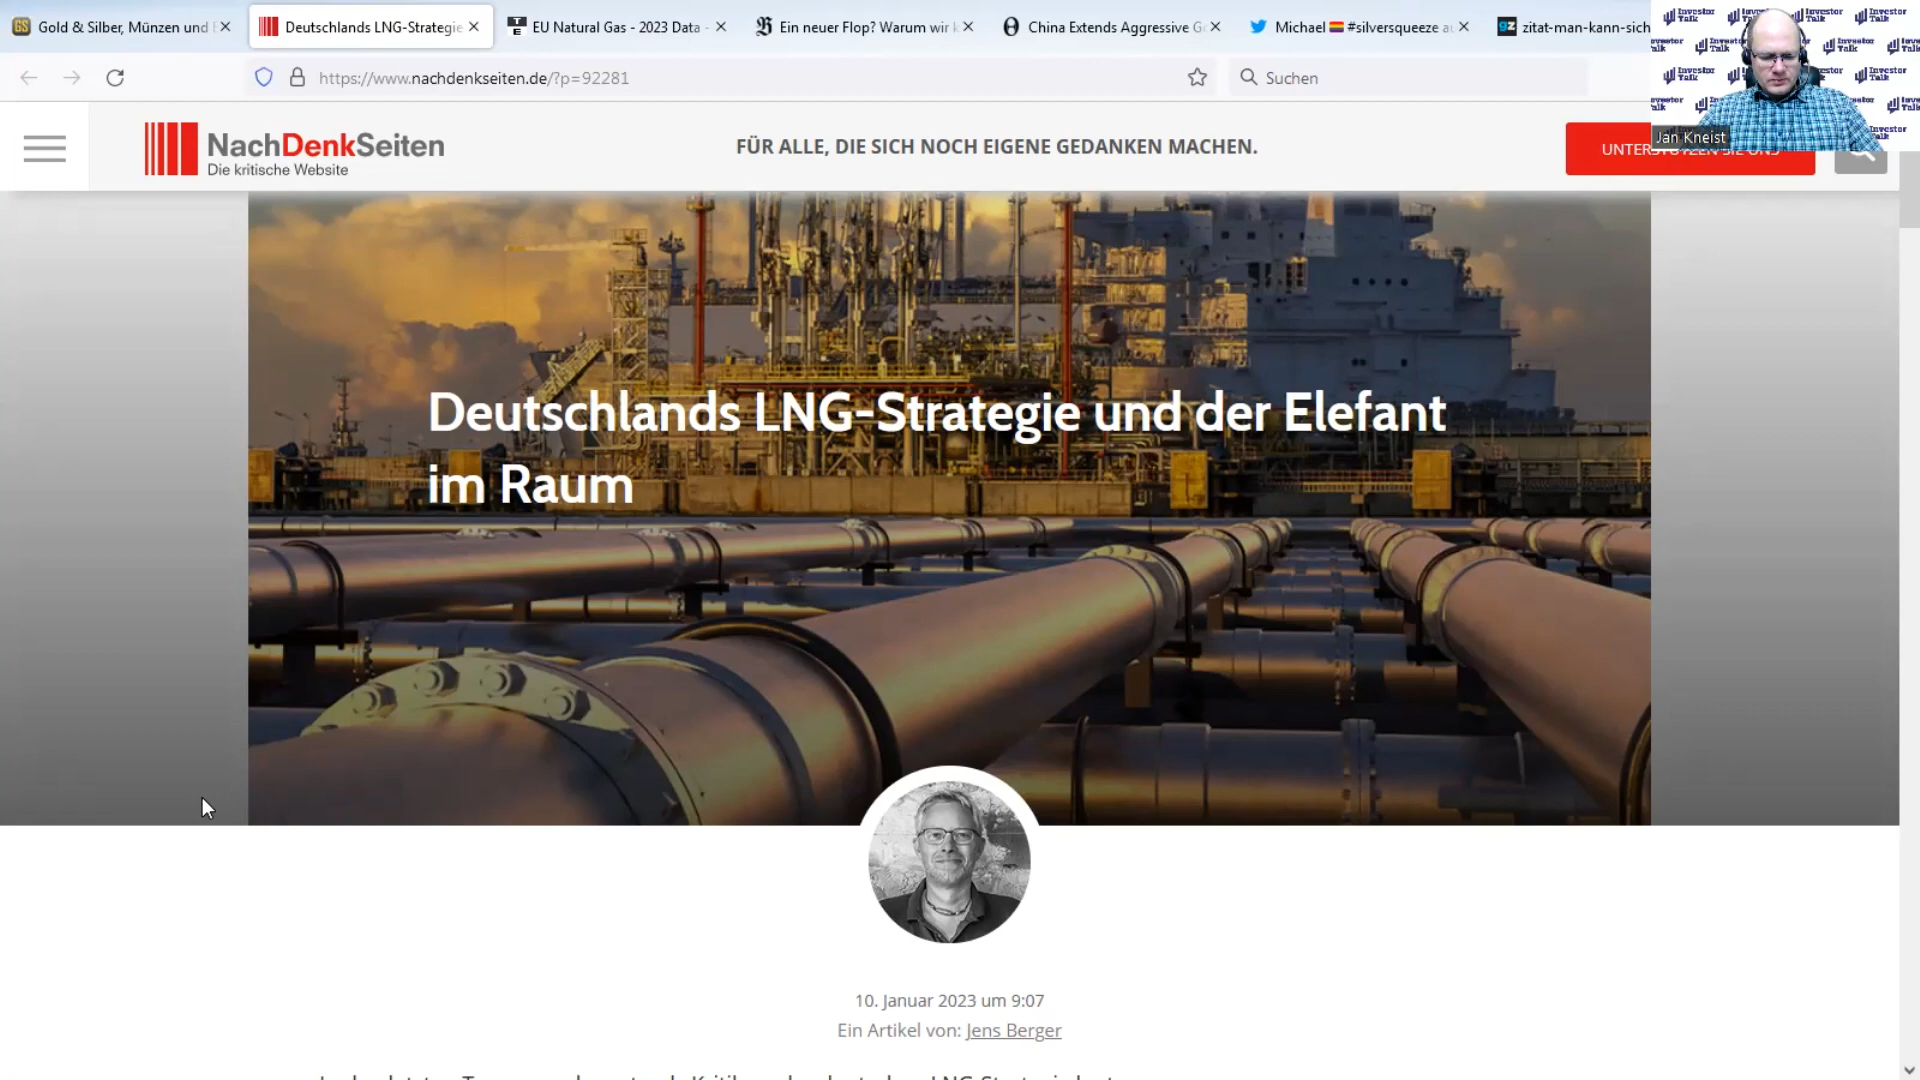 Gold & Silber, Münzen und
Deutschlands LNG-Strategie
EU Natural Gas - 2023 Data -
Ein neuer Flop? Warum wir
China Extends Aggressive
Michael #silversqueeze
zitat-man-kann-sich
https://www.nachdenkseiten.de/?p=92281
Suchen
Investor Talk
Jan Kneist
NachDenkSeiten
Die kritische Website
FÜR ALLE, DIE SICH NOCH EIGENE GEDANKEN MACHEN.
Deutschlands LNG-Strategie und der Elefant
im Raum
10. Januar 2023 um 9:07
Ein Artikel von: Jens Berger